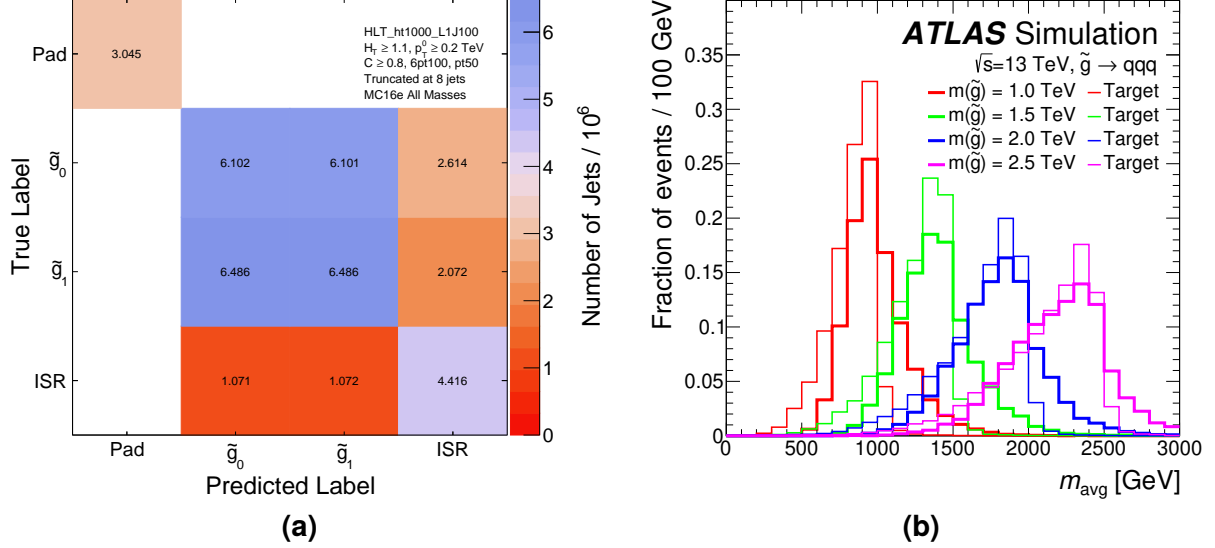 HLT_ht1000_L1J100
H_T ≥ 1.1, p_T^0 ≥ 0.2 TeV
C ≥ 0.8, 6pt100, pt50
Truncated at 8 jets
MC16e All Masses
Pad
3.045
g̃_0
6.102 6.101 2.614
g̃_1
6.486 6.486 2.072
ISR
1.071 1.072 4.416
Pad g̃_0 g̃_1 ISR
True Label
Predicted Label
6
5
4
3
2
1
0
Number of Jets / 10^6
(a)
ATLAS Simulation
√s=13 TeV, g̃ → qqq
m(g̃) = 1.0 TeV Target
m(g̃) = 1.5 TeV Target
m(g̃) = 2.0 TeV Target
m(g̃) = 2.5 TeV Target
Fraction of events / 100 GeV
0.35
0.3
0.25
0.2
0.15
0.1
0.05
0
0 500 1000 1500 2000 2500 3000
m_avg [GeV]
(b)